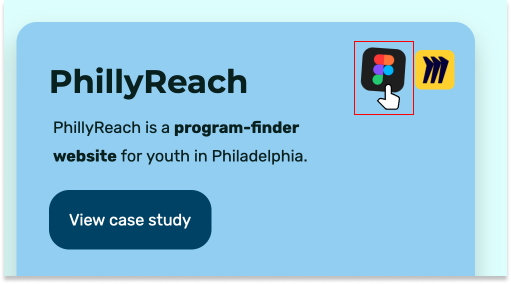 PhillyReach
PhillyReach is a program-finder
website for youth in Philadelphia.
View case study